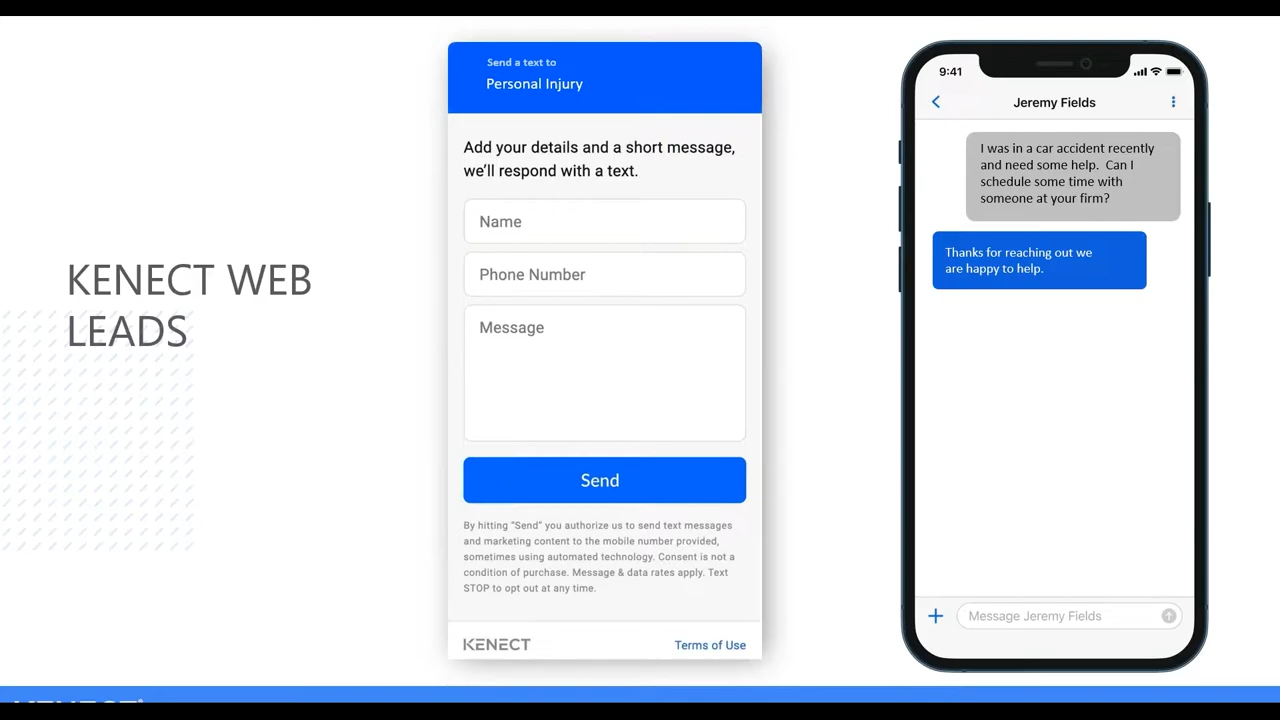 KENECT WEB
LEADS
Send a text to
Personal Injury
Add your details and a short message,
we'll respond with a text.
Name
Phone Number
Message
Send
By hitting "Send" you authorize us to send text messages
and marketing content to the mobile number provided,
sometimes using automated technology. Consent is not a
condition of purchase. Message & data rates apply. Text
STOP to opt out at any time.
KENECT
Terms of Use
9:41
Jeremy Fields
I was in a car accident recently
and need some help. Can I
schedule some time with
someone at your firm?
Thanks for reaching out we
are happy to help.
Message Jeremy Fields
KENECT